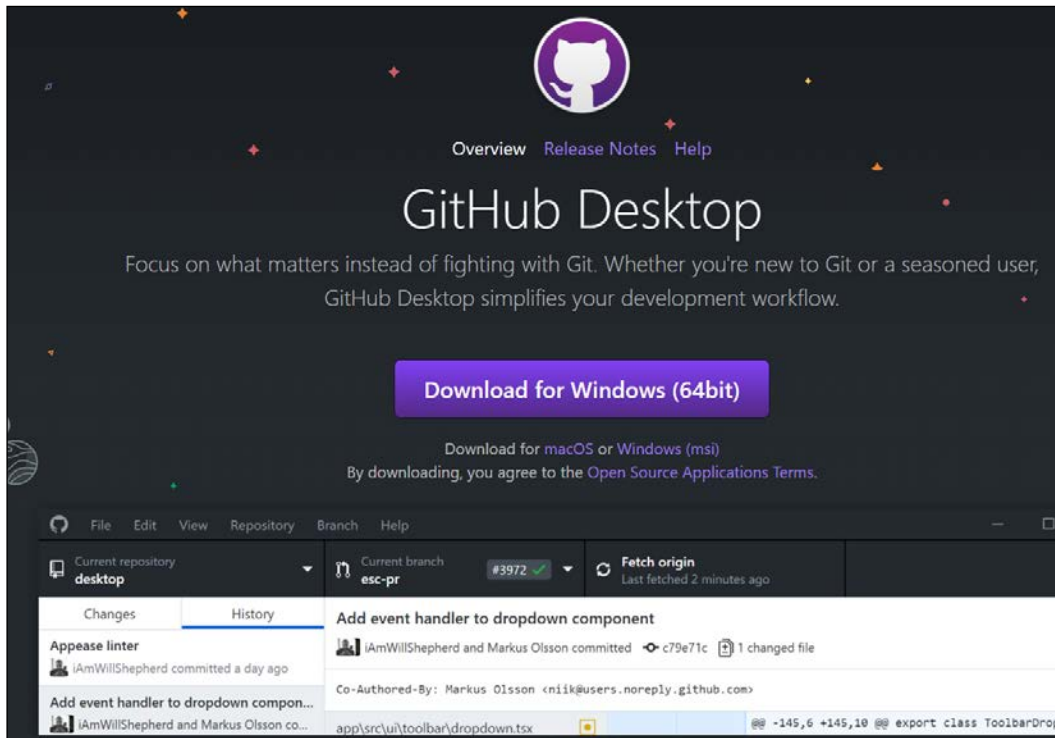 Overview Release Notes Help
GitHub Desktop
Focus on what matters instead of fighting with Git. Whether you're new to Git or a seasoned user,
GitHub Desktop simplifies your development workflow.
Download for Windows (64bit)
Download for macOS or Windows (msi)
By downloading, you agree to the Open Source Applications Terms.
File Edit View Repository Branch Help
Current repository
desktop
Current branch
esc-pr
#3972
Fetch origin
Last fetched 2 minutes ago
Changes History
Appease linter
iAmWillShepherd committed a day ago
Add event handler to dropdown compon...
iAmWillShepherd and Markus Olsson co...
Add event handler to dropdown component
iAmWillShepherd and Markus Olsson committed c79e71c 1 changed file
Co-Authored-By: Markus Olsson <niik@users.noreply.github.com>
app\src\ui\toolbar\dropdown.tsx
@@ -145,6 +145,10 @@ export class ToolbarDrop